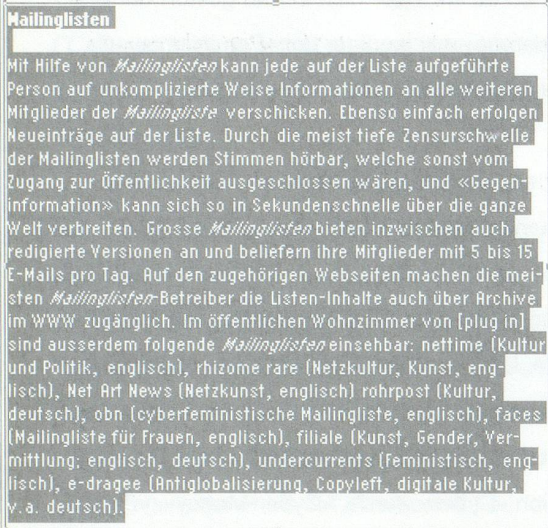 Mailinglisten
Mit Hilfe von Mailinglisten kann jede auf der Liste aufgeführte
Person auf unkomplizierte Weise Informationen an alle weiteren
Mitglieder der Mailingliste verschicken. Ebenso einfach erfolgen
Neueinträge auf der Liste. Durch die meist tiefe Zensurschwelle
der Mailinglisten werden Stimmen hörbar, welche sonst vom
Zugang zur Öffentlichkeit ausgeschlossen wären, und «Gegen-
information» kann sich so in Sekundenschnelle über die ganze
Welt verbreiten. Grosse Mailinglisten bieten inzwischen auch
redigierte Versionen an und beliefern ihre Mitglieder mit 5 bis 15
E-Mails pro Tag. Auf den zugehörigen Webseiten machen die mei-
sten Mailinglisten-Betreiber die Listen-Inhalte auch über Archive
im WWW zugänglich. Im öffentlichen Wohnzimmer von [plug in]
sind ausserdem folgende Mailinglisten einsehbar: nettime (Kultur
und Politik, englisch), rhizome rare (Netzkultur, Kunst, eng-
lisch), Net Art News (Netzkunst, englisch) rohrpost (Kultur,
deutsch), obn (cyberfeministische Mailingliste, englisch), faces
(Mailingliste für Frauen, englisch), filiale (Kunst, Gender, Ver-
mittlung; englisch, deutsch), undercurrents (Feministisch, eng-
lisch), e-dragee (Antiglobalisierung, Copyleft, digitale Kultur,
v.a. deutsch).